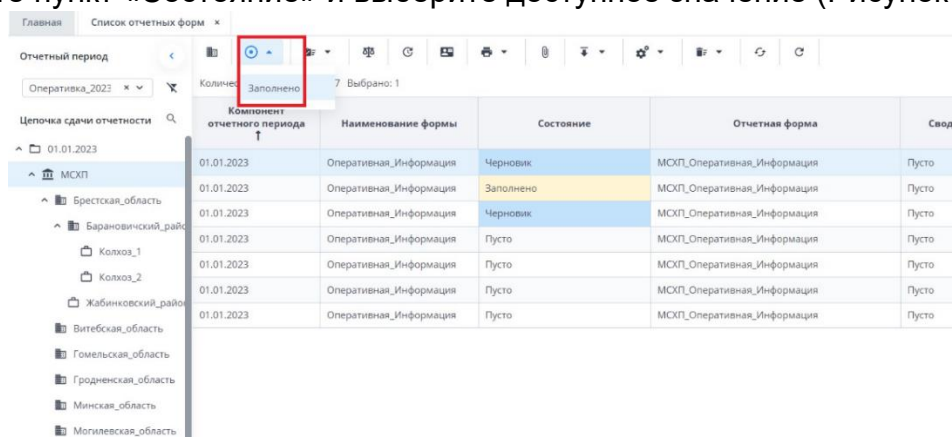 пункт «Состояние» и выберите доступное значение (Рисунок
Главная Список отчетных форм ×
Отчетный период
Оперативка_2023 ×
Заполнено
7 Выбрано: 1
Цепочка сдачи отчетности
Компонент отчетного периода ↑ Наименование формы Состояние Отчетная форма
01.01.2023
МСХП
Брестская_область
Барановичский_райо
Колхоз_1
Колхоз_2
Жабинковский_район
Витебская_область
Гомельская_область
Гродненская_область
Минская_область
Могилевская_область
01.01.2023 Оперативная_Информация Черновик МСХП_Оперативная_Информация Пусто
01.01.2023 Оперативная_Информация Заполнено МСХП_Оперативная_Информация Пусто
01.01.2023 Оперативная_Информация Черновик МСХП_Оперативная_Информация Пусто
01.01.2023 Оперативная_Информация Пусто МСХП_Оперативная_Информация Пусто
01.01.2023 Оперативная_Информация Пусто МСХП_Оперативная_Информация Пусто
01.01.2023 Оперативная_Информация Пусто МСХП_Оперативная_Информация Пусто
01.01.2023 Оперативная_Информация Пусто МСХП_Оперативная_Информация Пусто